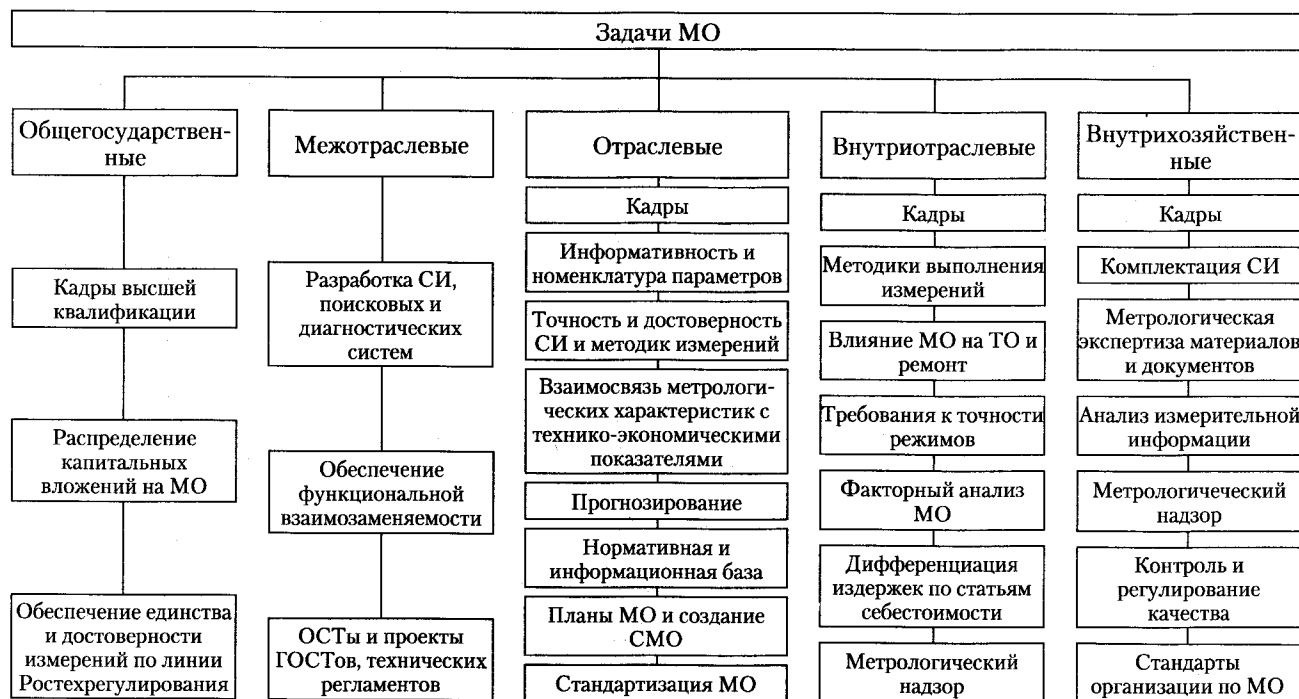 Задачи МО
Общегосударствен-
ные
Кадры высшей
квалификации
Распределение
капитальных
вложений на МО
Обеспечение единства
и достоверности
измерений по линии
Ростехрегулирования
Межотраслевые
Разработка СИ,
поисковых и
диагностических
систем
Обеспечение
функциональной
взаимозаменяемости
ОСТы и проекты
ГОСТов, технических
регламентов
Отраслевые
Кадры
Информативность и
номенклатура параметров
Точность и достоверность
СИ и методик измерений
Взаимосвязь метрологи-
ческих характеристик с
технико-экономическими
показателями
Прогнозирование
Нормативная и
информационная база
Планы МО и создание
СМО
Стандартизация МО
Внутриотраслевые
Кадры
Методики выполнения
измерений
Влияние МО на ТО и
ремонт
Требования к точности
режимов
Факторный анализ
МО
Дифференциация
издержек по статьям
себестоимости
Метрологический
надзор
Внутрихозяйствен-
ные
Кадры
Комплектация СИ
Метрологическая
экспертиза материалов
и документов
Анализ измерительной
информации
Метрологичеческий
надзор
Контроль и
регулирование
качества
Стандарты
организации по МО